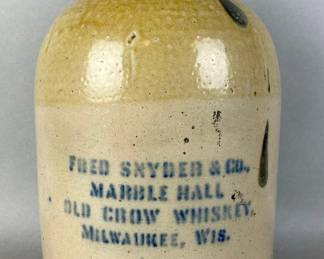 FRED SNYDER & CO.,
MARBLE HALL
OLD CROW WHISKEY,
MILWAUKEE, WIS.